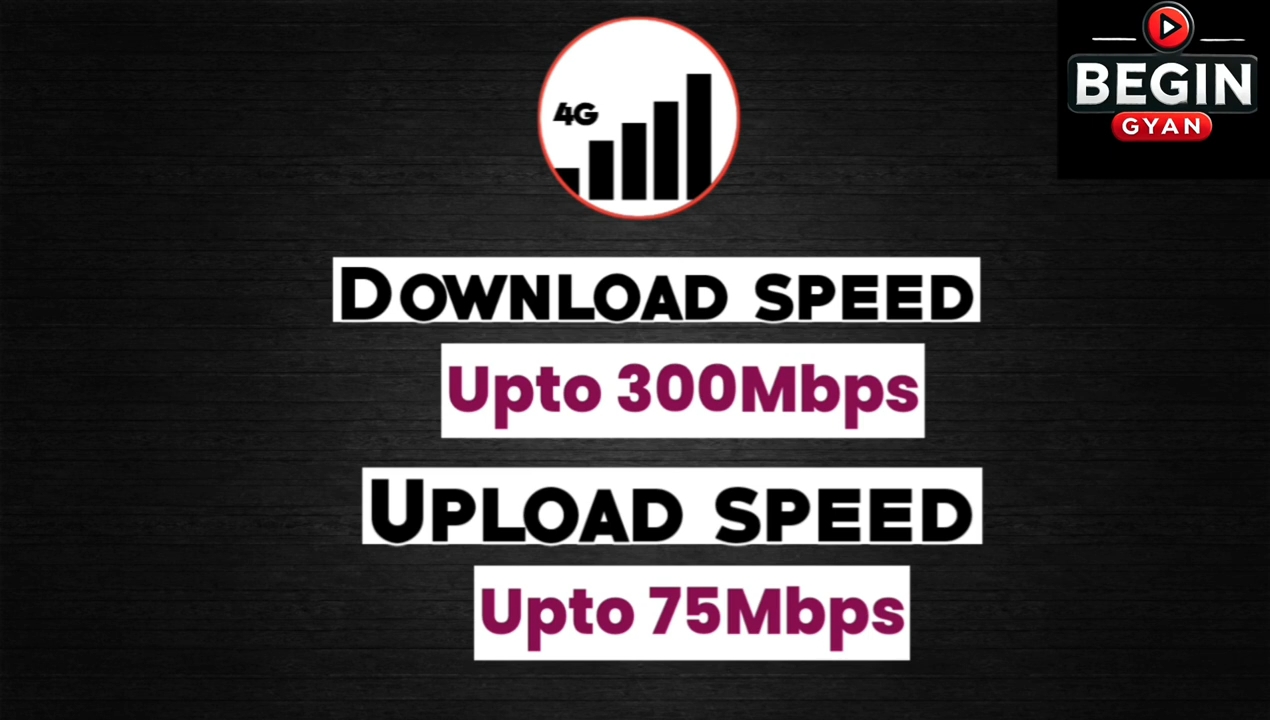 BEGIN
GYAN
4G
Download speed
Upto 300Mbps
Upload speed
Upto 75Mbps